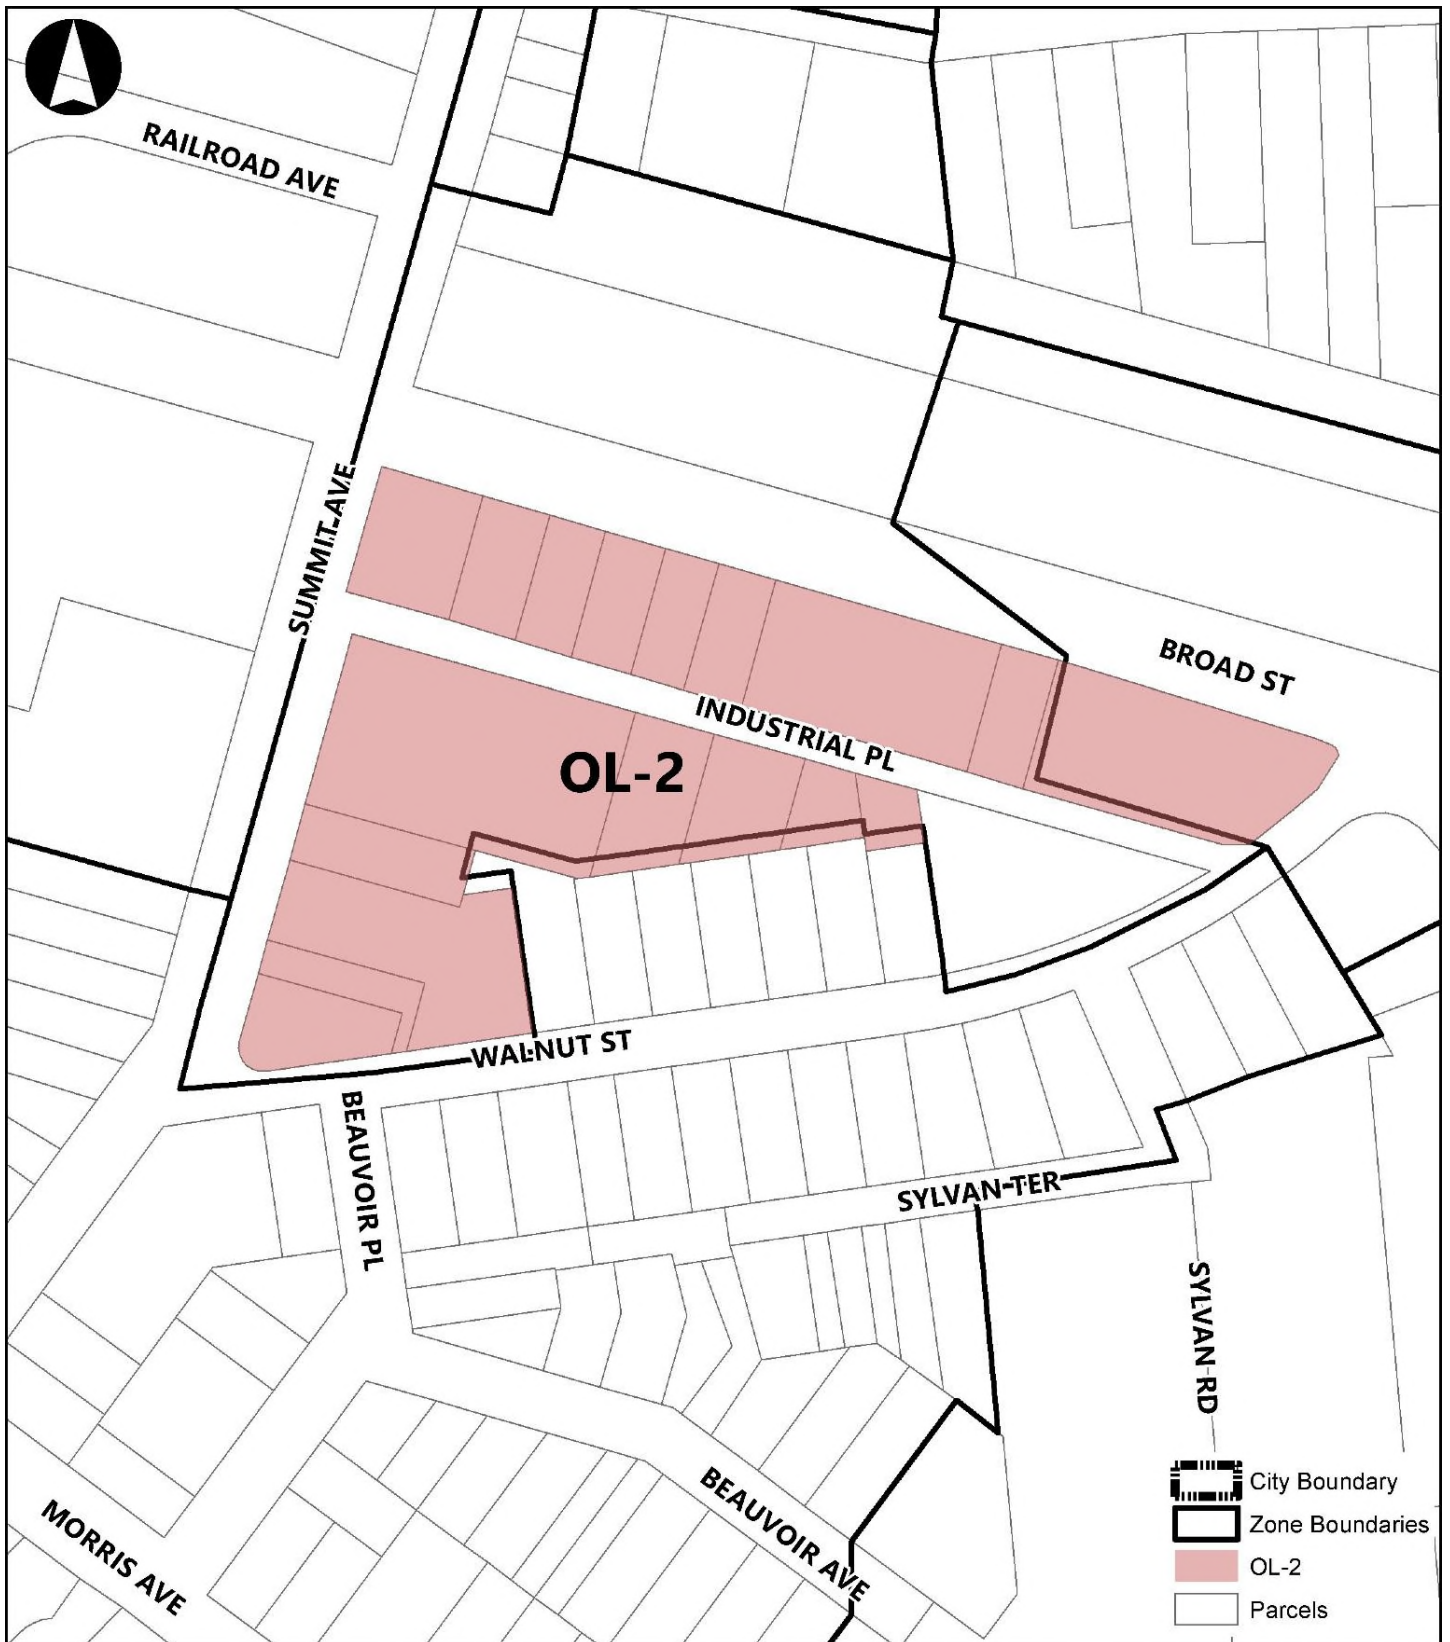 RAILROAD AVE
SUMMIT AVE
BROAD ST
INDUSTRIAL PL
OL-2
WALNUT ST
BEAUVOIR PL
SYLVAN TER
SYLVAN RD
BEAUVOIR AVE
MORRIS AVE
City Boundary
Zone Boundaries
OL-2
Parcels